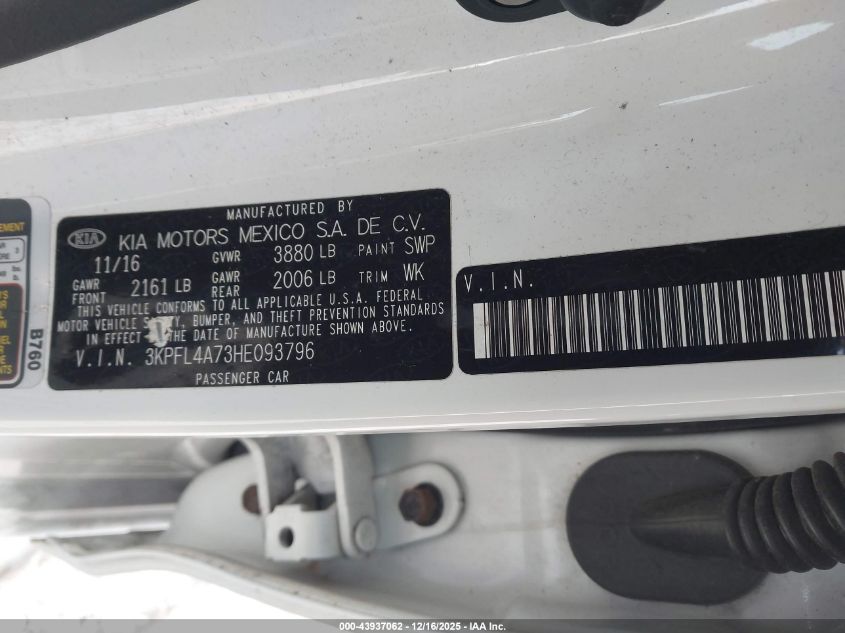 MANUFACTURED BY
KIA KIA MOTORS MEXICO S.A. DE C.V.
11/16 GVWR 3880 LB PAINT SWP
GAWR FRONT 2161 LB GAWR REAR 2006 LB TRIM WK
THIS VEHICLE CONFORMS TO ALL APPLICABLE U.S.A. FEDERAL
MOTOR VEHICLE BUMPER, AND THEFT PREVENTION STANDARDS
IN EFFECT THE DATE OF MANUFACTURE SHOWN ABOVE.
V.I.N. 3KPFL4A73HE093796
PASSENGER CAR
B760
V.I.N.
000-43937062 - 12/16/2025 - IAA Inc.